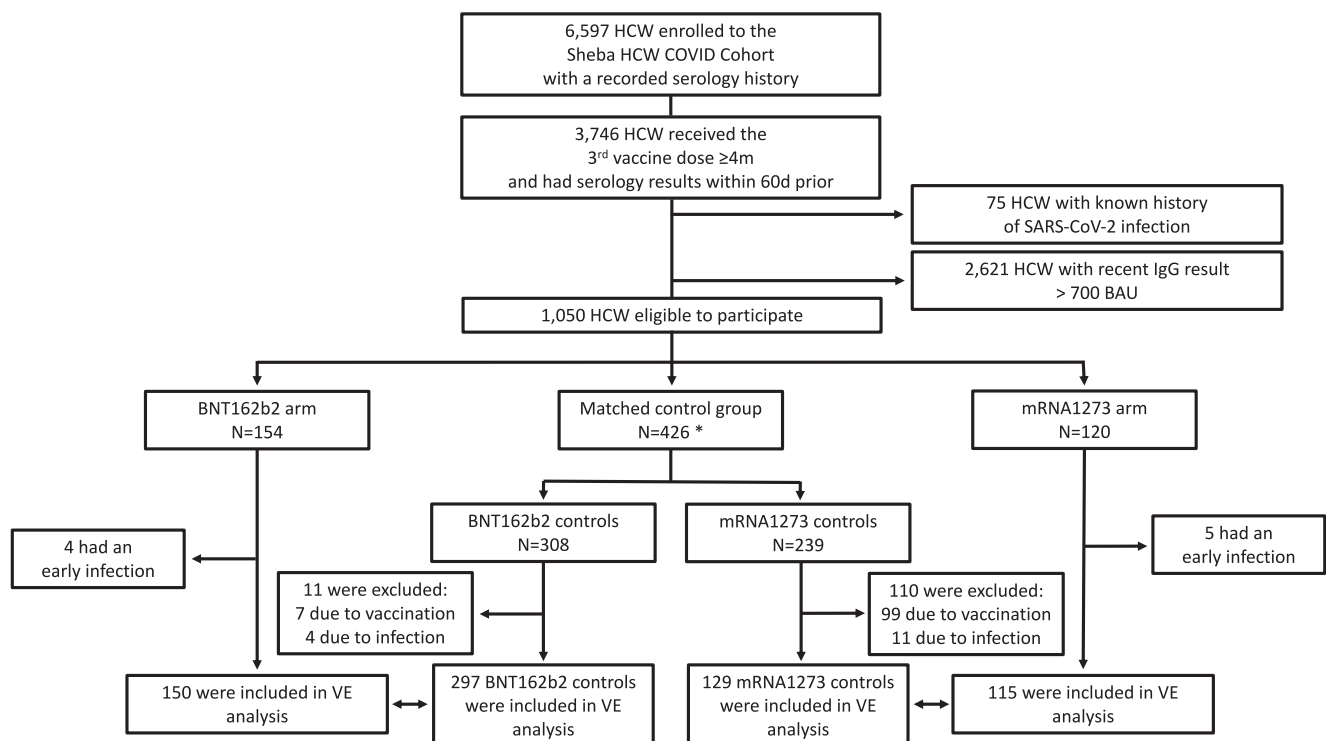 6,597 HCW enrolled to the
Sheba HCW COVID Cohort
with a recorded serology history
3,746 HCW received the
3rd vaccine dose ≥4m
and had serology results within 60d prior
75 HCW with known history
of SARS-CoV-2 infection
2,621 HCW with recent IgG result
> 700 BAU
1,050 HCW eligible to participate
BNT162b2 arm
N=154
Matched control group
N=426 *
mRNA1273 arm
N=120
BNT162b2 controls
N=308
mRNA1273 controls
N=239
4 had an
early infection
5 had an
early infection
11 were excluded:
7 due to vaccination
4 due to infection
110 were excluded:
99 due to vaccination
11 due to infection
150 were included in VE
analysis
297 BNT162b2 controls
were included in VE
analysis
129 mRNA1273 controls
were included in VE
analysis
115 were included in VE
analysis